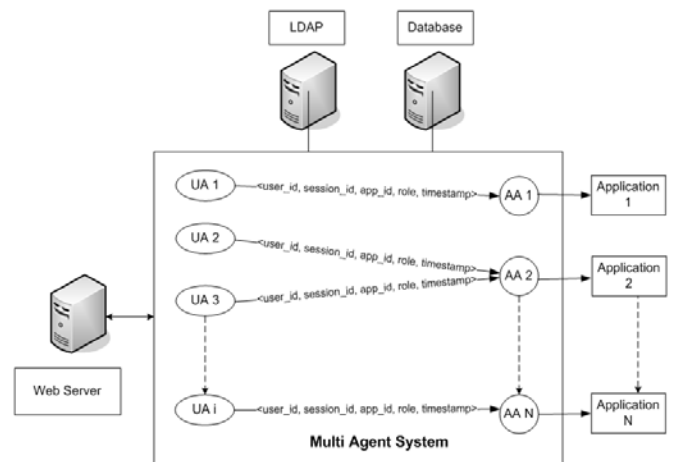 LDAP
Database
UA 1
<user_id, session_id, app_id, role, timestamp>
AA 1
Application
1
UA 2
<user_id, session_id, app_id, role, timestamp>
AA 2
Application
2
UA 3
<user_id, session_id, app_id, role, timestamp>
Web Server
UA i
<user_id, session_id, app_id, role, timestamp>
AA N
Application
N
Multi Agent System